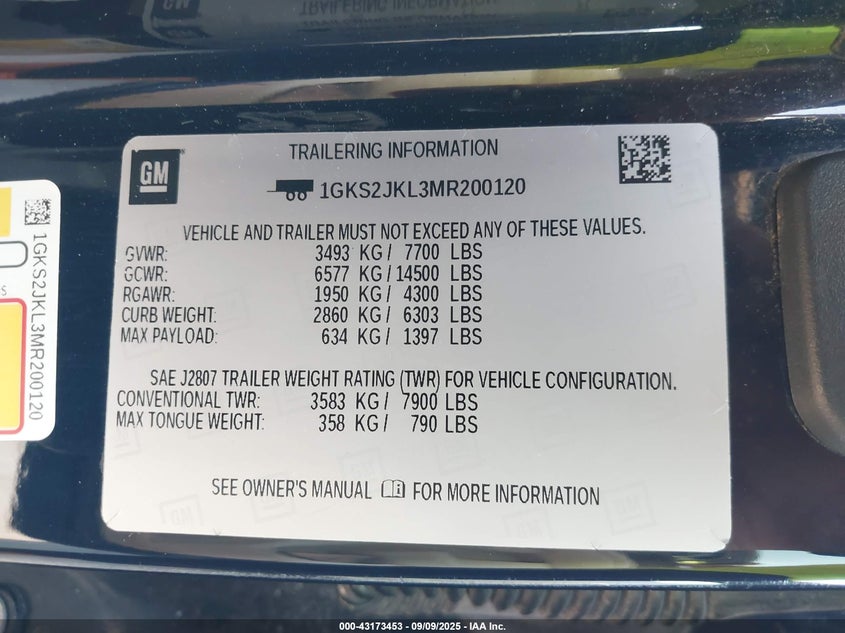 TRAILERING INFORMATION
GM
TRAILERING INFORMATION
1GKS2JKL3MR200120
VEHICLE AND TRAILER MUST NOT EXCEED ANY OF THESE VALUES.
GVWR: 3493 KG/ 7700 LBS
GCWR: 6577 KG/ 14500 LBS
RGAWR: 1950 KG/ 4300 LBS
CURB WEIGHT: 2860 KG/ 6303 LBS
MAX PAYLOAD: 634 KG/ 1397 LBS
SAE J2807 TRAILER WEIGHT RATING (TWR) FOR VEHICLE CONFIGURATION.
CONVENTIONAL TWR: 3583 KG/ 7900 LBS
MAX TONGUE WEIGHT: 358 KG/ 790 LBS
SEE OWNER'S MANUAL FOR MORE INFORMATION
1GKS2JKL3MR200120
000-43173453 - 09/09/2025 - IAA Inc.